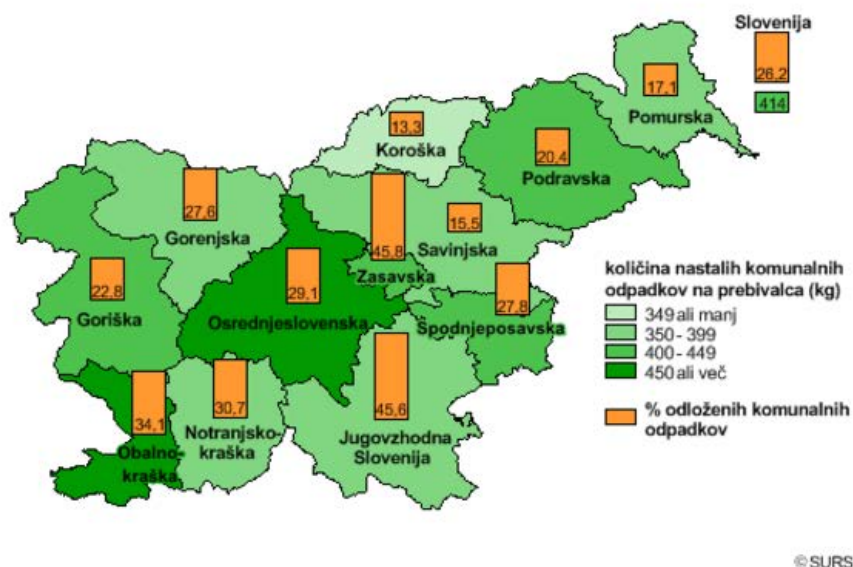 Slovenija
26,2
414
17,1
Pomurska
13,3
Koroška
20,4
Podravska
27,6
Gorenjska
45,8
Zasavska
15,5
Savinjska
22,8
Goriška
29,1
Osrednjeslovenska
27,8
Spodnjeposavska
34,1
Obalno-
kraška
30,7
Notranjsko-
kraška
45,6
Jugovzhodna
Slovenija
količina nastalih komunalnih
odpadkov na prebivalca (kg)
349 ali manj
350 - 399
400 - 449
450 ali več
% odloženih komunalnih
odpadkov
© SURS